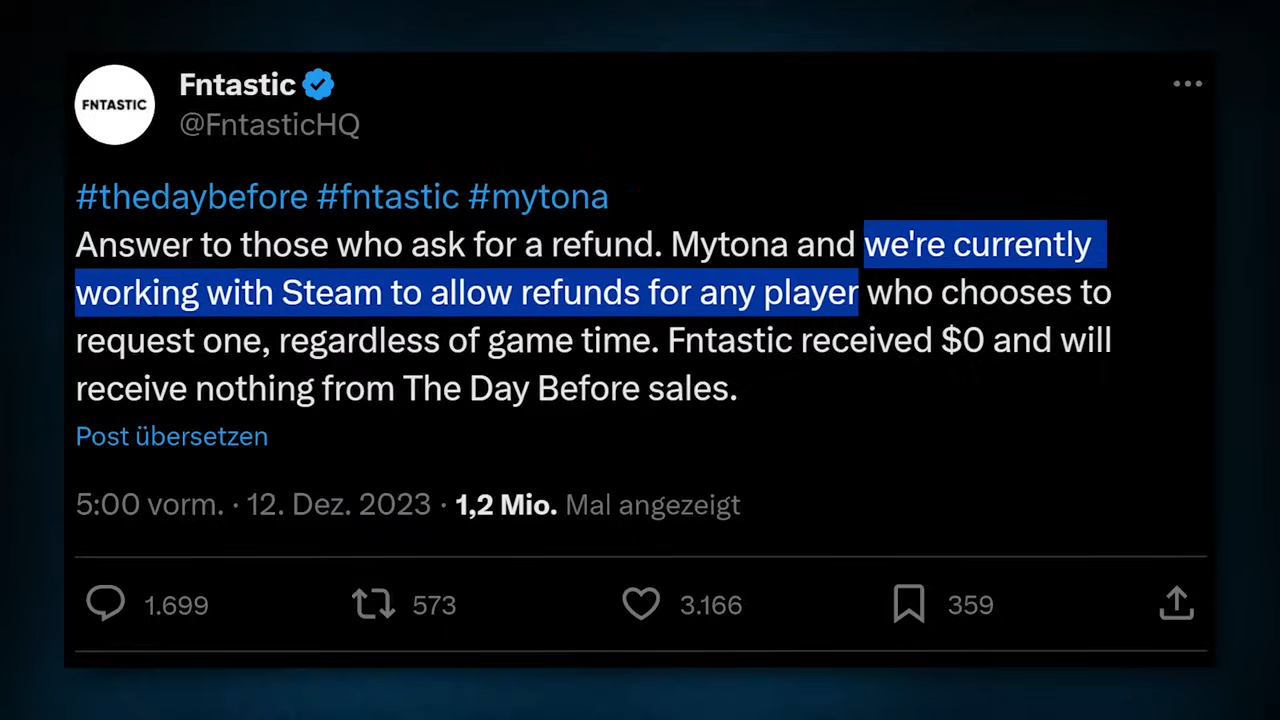 FNTASTIC
Fntastic
@FntasticHQ
#thedaybefore #fntastic #mytona
Answer to those who ask for a refund. Mytona and we're currently
working with Steam to allow refunds for any player who chooses to
request one, regardless of game time. Fntastic received $0 and will
receive nothing from The Day Before sales.
Post übersetzen
5:00 vorm. · 12. Dez. 2023 · 1,2 Mio. Mal angezeigt
1.699 573 3.166 359